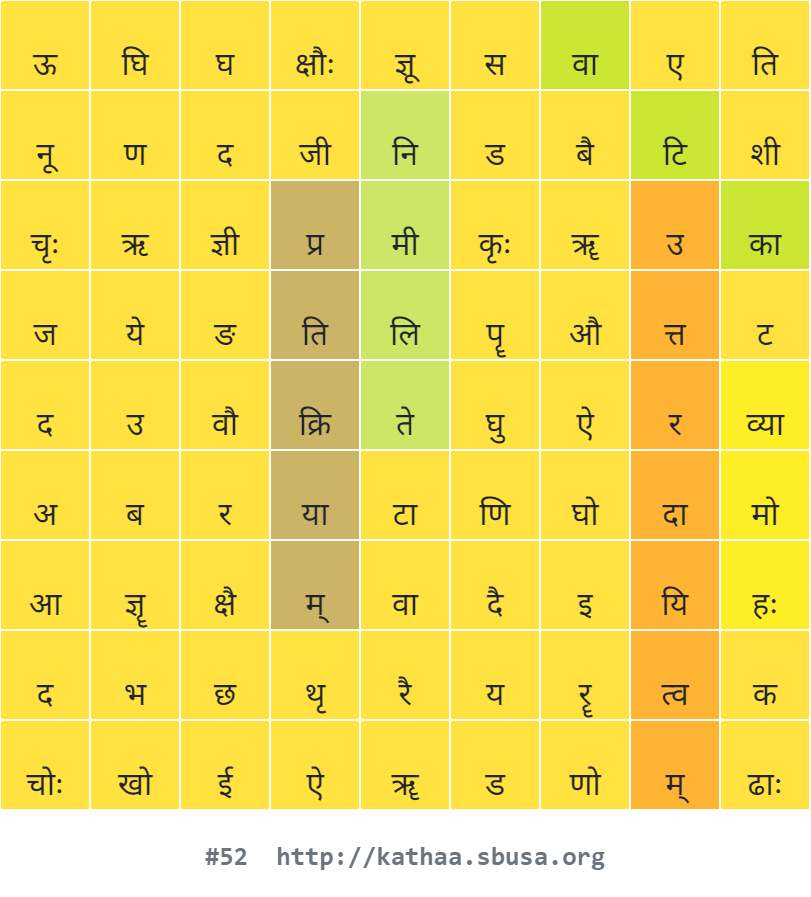 ऊ घि घ क्षौः ज्ञू स वा ए ति
नू ण द जी नि ड बै टि शी
चृः ऋ ज्ञी प्र मी कृः ॠ उ का
ज ये ङ ति लि पॄ औ त्त ट
द उ वौ क्रि ते घु ऐ र व्या
अ ब र या टा णि घो दा मो
आ ज्ञॄ क्षै म् वा दै इ यि हः
द भ छ थृ रै य रॄ त्व क
चोः खो ई ऐ ॠ ड णो म् ढाः
#52 http://kathaa.sbusa.org